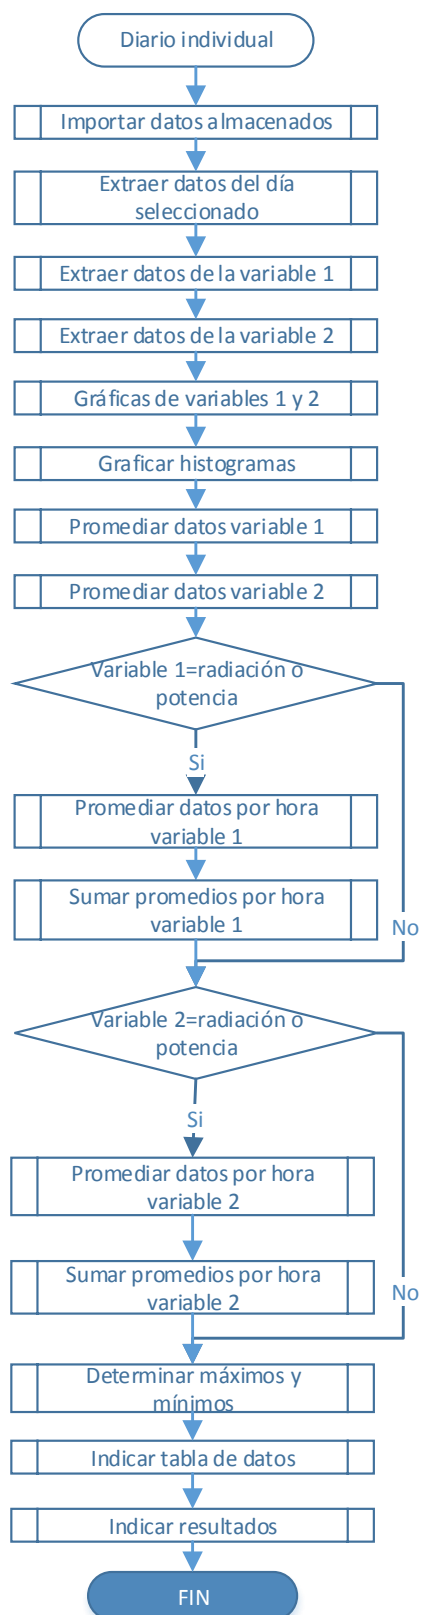 Diario individual
Importar datos almacenados
Extraer datos del día
seleccionado
Extraer datos de la variable 1
Extraer datos de la variable 2
Gráficas de variables 1 y 2
Graficar histogramas
Promediar datos variable 1
Promediar datos variable 2
Variable 1=radiación o
potencia
Si
Promediar datos por hora
variable 1
Sumar promedios por hora
variable 1
No
Variable 2=radiación o
potencia
Si
Promediar datos por hora
variable 2
Sumar promedios por hora
variable 2
No
Determinar máximos y
mínimos
Indicar tabla de datos
Indicar resultados
FIN